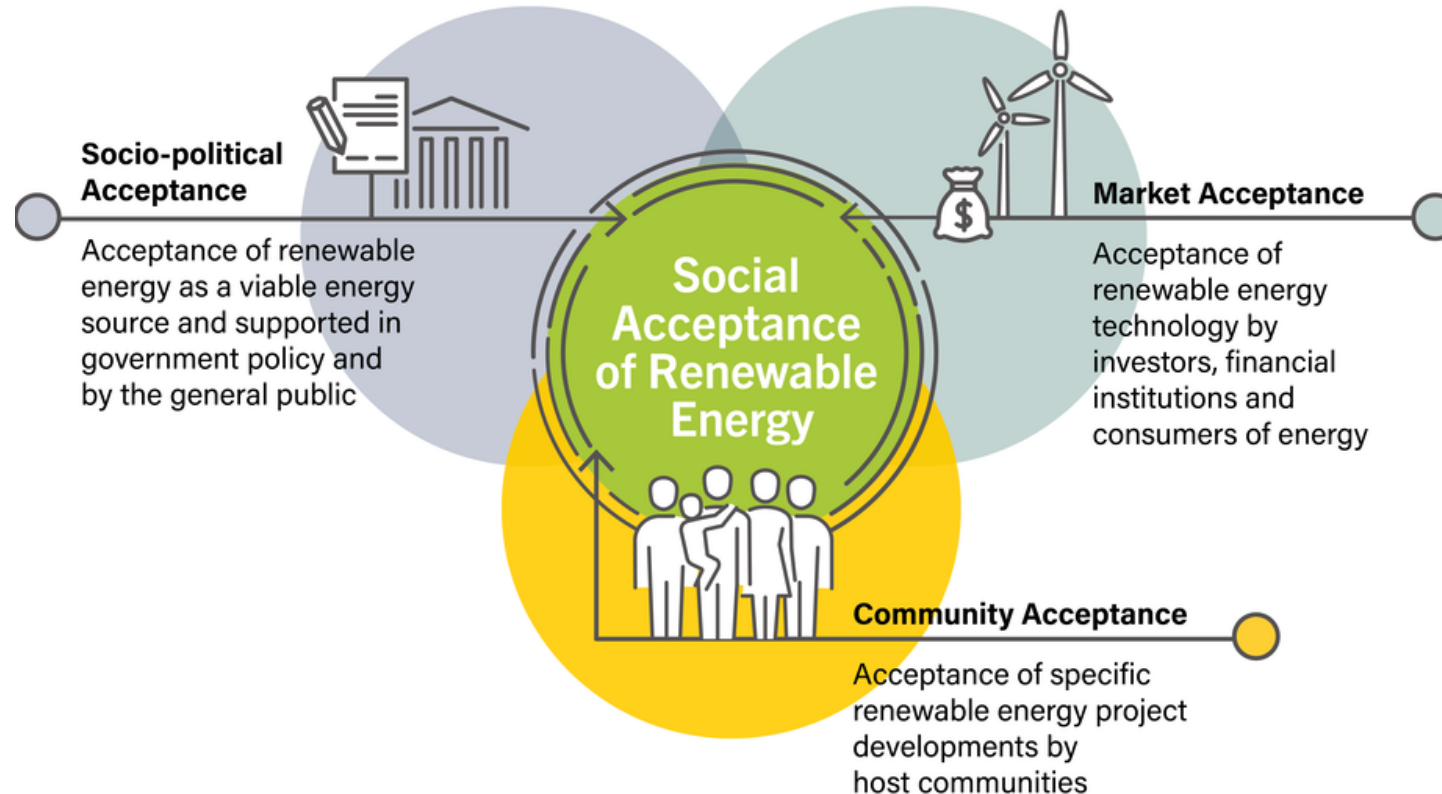 Socio-political
Acceptance
Acceptance of renewable
energy as a viable energy
source and supported in
government policy and
by the general public
Social
Acceptance
of Renewable
Energy
$
Market Acceptance
Acceptance of
renewable energy
technology by
investors, financial
institutions and
consumers of energy
Community Acceptance
Acceptance of specific
renewable energy project
developments by
host communities